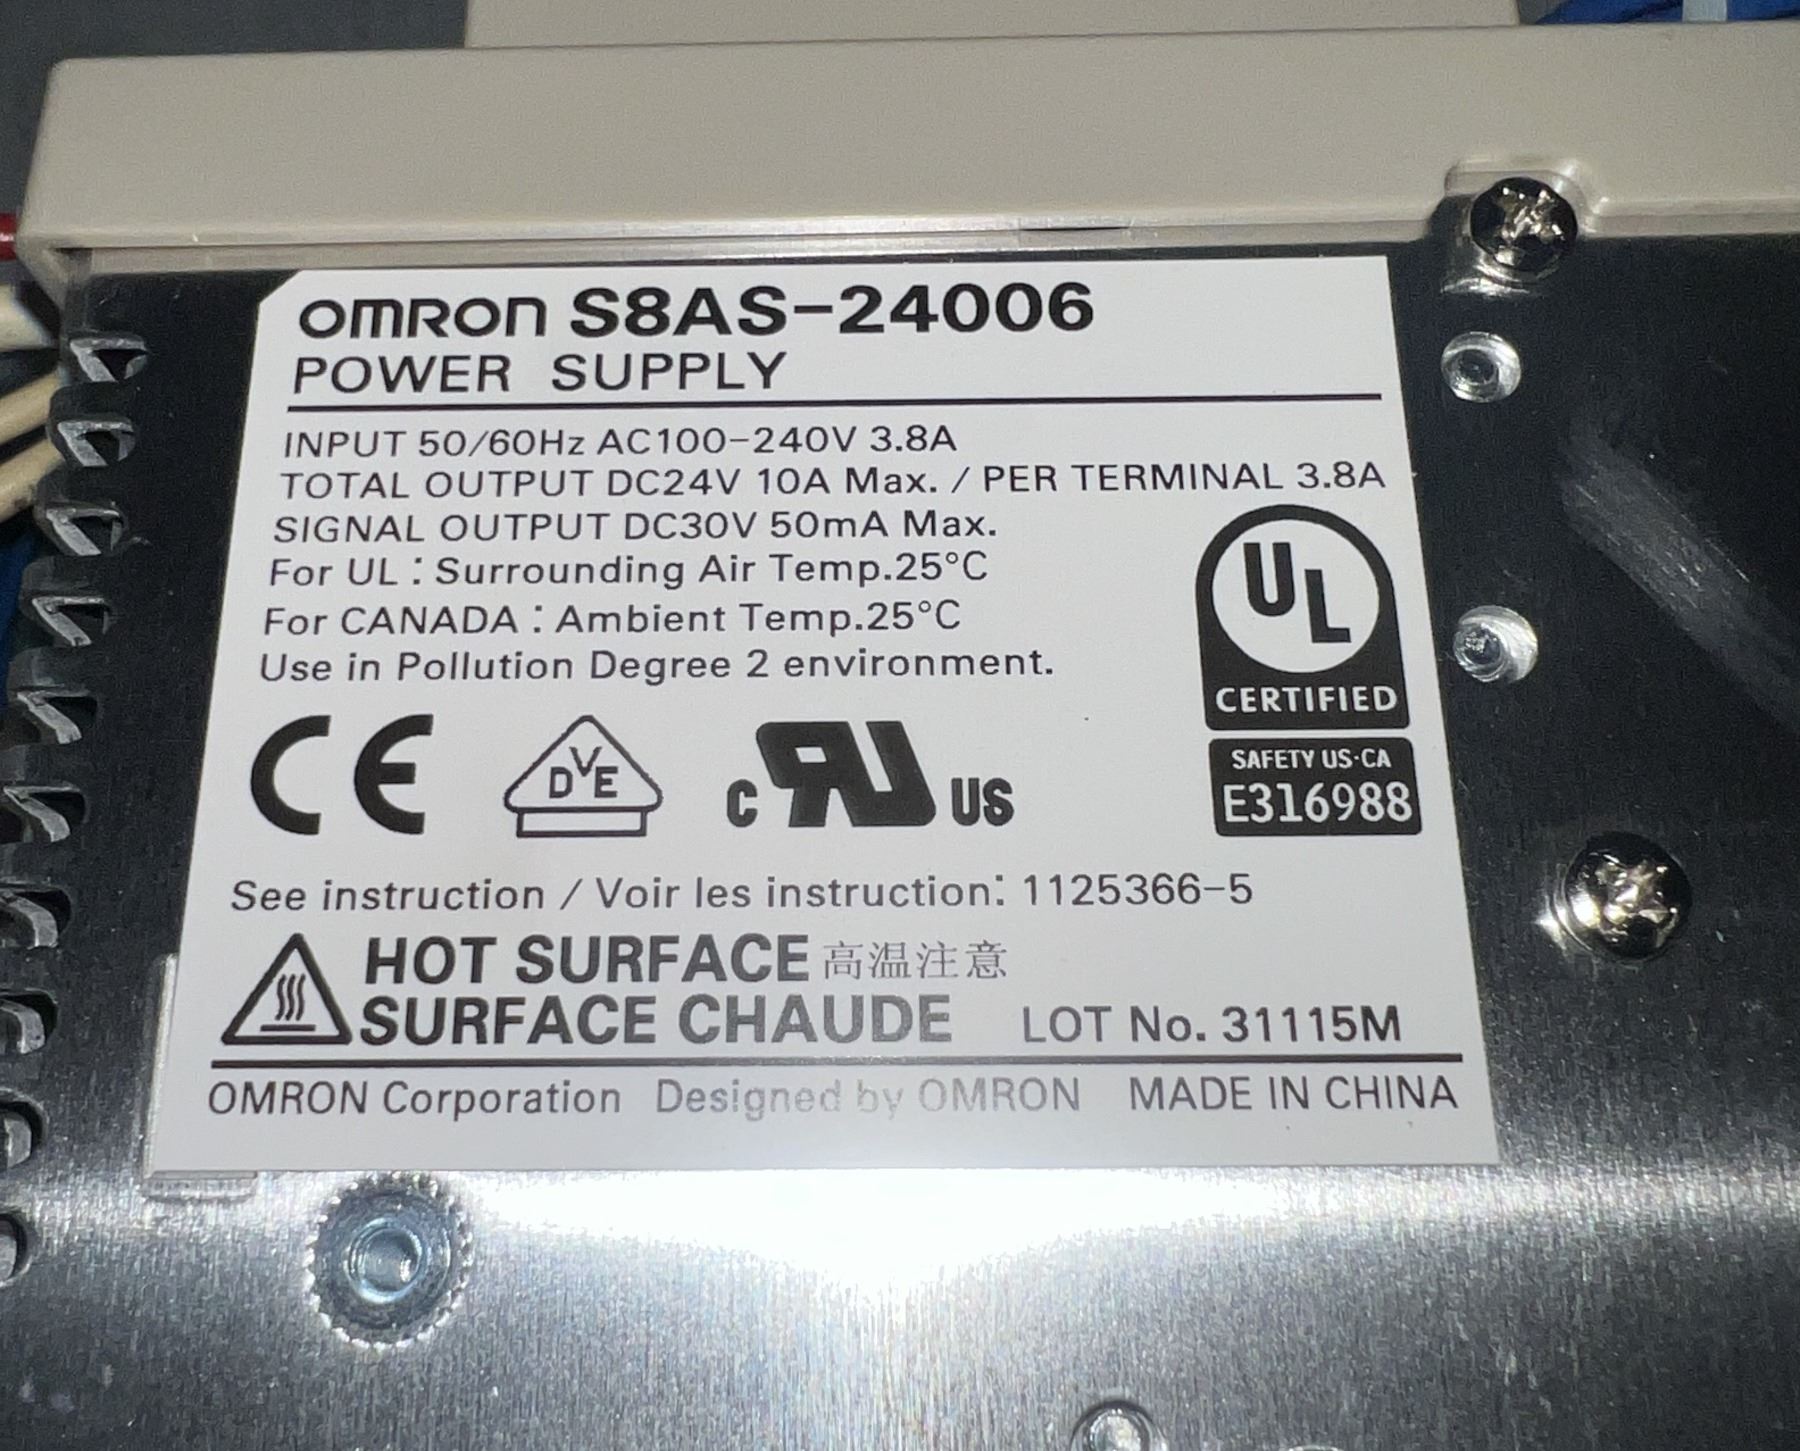 OMRON S8AS-24006
POWER SUPPLY
INPUT 50/60Hz AC100-240V 3.8A
TOTAL OUTPUT DC24V 10A Max. / PER TERMINAL 3.8A
SIGNAL OUTPUT DC30V 50mA Max.
For UL : Surrounding Air Temp.25°C
For CANADA : Ambient Temp.25°C
Use in Pollution Degree 2 environment.
UL
CERTIFIED
SAFETY US·CA
E316988
CE
DVE
c RU US
See instruction / Voir les instruction: 1125366-5
HOT SURFACE 高温注意
SURFACE CHAUDE
LOT No. 31115M
OMRON Corporation Designed by OMRON MADE IN CHINA